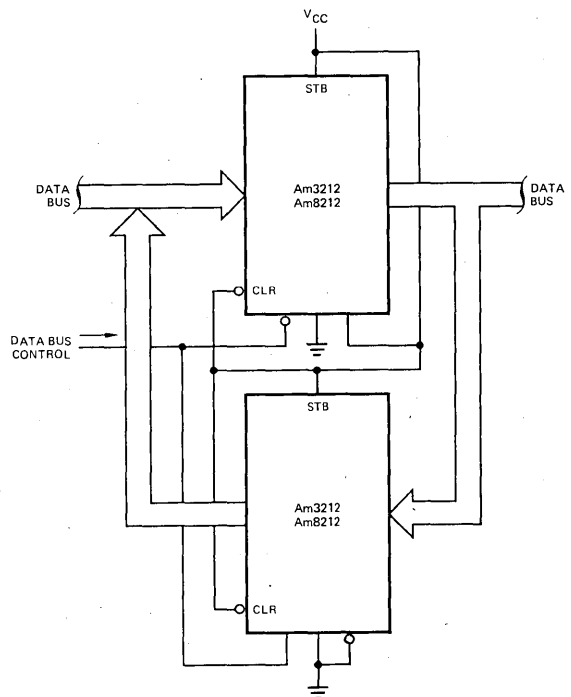 VCC
STB
DATA
BUS
Am3212
Am8212
DATA
BUS
CLR
DATA BUS
CONTROL
STB
Am3212
Am8212
CLR